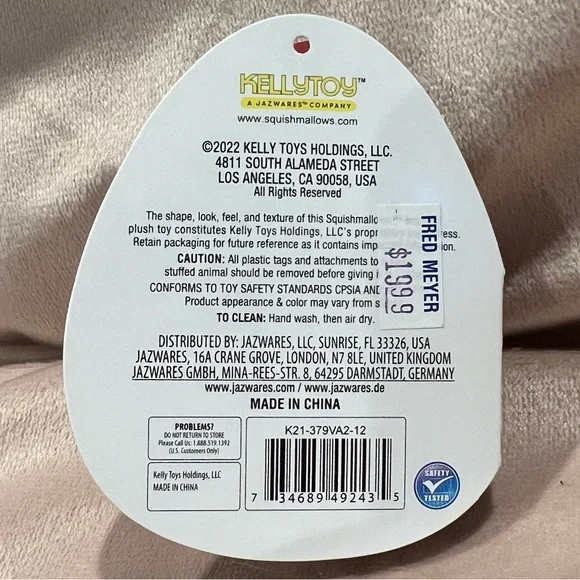 KELLYTOY™
A JAZWARES™ COMPANY
www.squishmallows.com
©2022 KELLY TOYS HOLDINGS, LLC.
4811 SOUTH ALAMEDA STREET
LOS ANGELES, CA 90058, USA
All Rights Reserved
The shape, look, feel, and texture of this
plush toy constitutes Kelly Toys Holdings, LLC's
Retain packaging for future reference as it contains
CAUTION: All plastic tags and attachments to
stuffed animal should be removed before giving
CONFORMS TO TOY SAFETY STANDARDS CPSIA AND
Product appearance & color may vary from
TO CLEAN: Hand wash, then air dry.
FRED MEYER
$19.99
DISTRIBUTED BY: JAZWARES, LLC, SUNRISE, FL 33326, USA
JAZWARES, 16A CRANE GROVE, LONDON, N7 8LE, UNITED KINGDOM
JAZWARES GMBH, MINA-REES-STR. 8, 64295 DARMSTADT, GERMANY
www.jazwares.com / www.jazwares.de
MADE IN CHINA
PROBLEMS?
DO NOT RETURN TO STORE
Please Call Us: 1.888.519.1392
(U.S. Customers Only)
Kelly Toys Holdings, LLC
MADE IN CHINA
K21-379VA2-12
7 34689 49243 5
SAFETY
TESTED